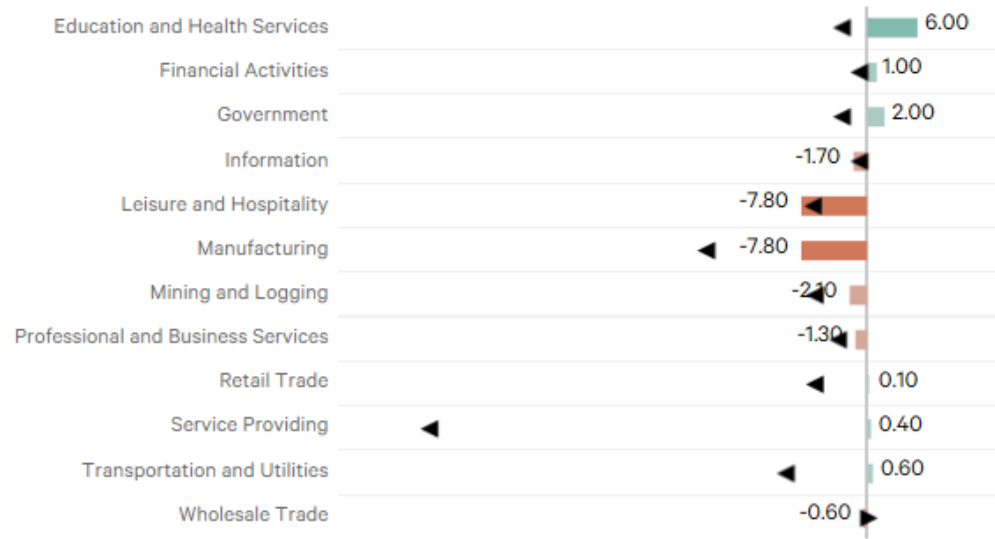 Education and Health Services 6.00
Financial Activities 1.00
Government 2.00
Information -1.70
Leisure and Hospitality -7.80
Manufacturing -7.80
Mining and Logging -2.10
Professional and Business Services -1.30
Retail Trade 0.10
Service Providing 0.40
Transportation and Utilities 0.60
Wholesale Trade -0.60